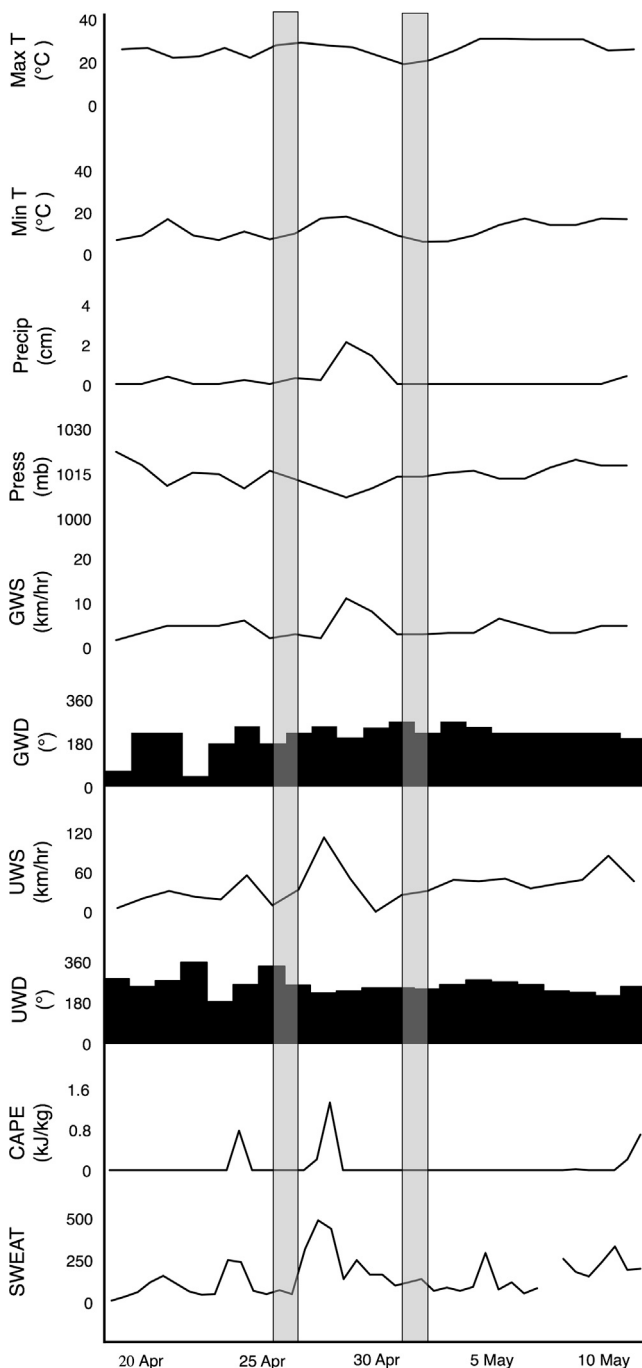 Max T
(°C)
40
20
0
Min T
(°C )
40
20
0
Precip
(cm)
4
2
0
Press
(mb)
1030
1015
1000
GWS
(km/hr)
20
10
0
GWD
(°)
360
180
0
UWS
(km/hr)
120
60
0
UWD
(°)
360
180
0
CAPE
(kJ/kg)
1.6
0.8
0
SWEAT
500
250
0
20 Apr 25 Apr 30 Apr 5 May 10 May